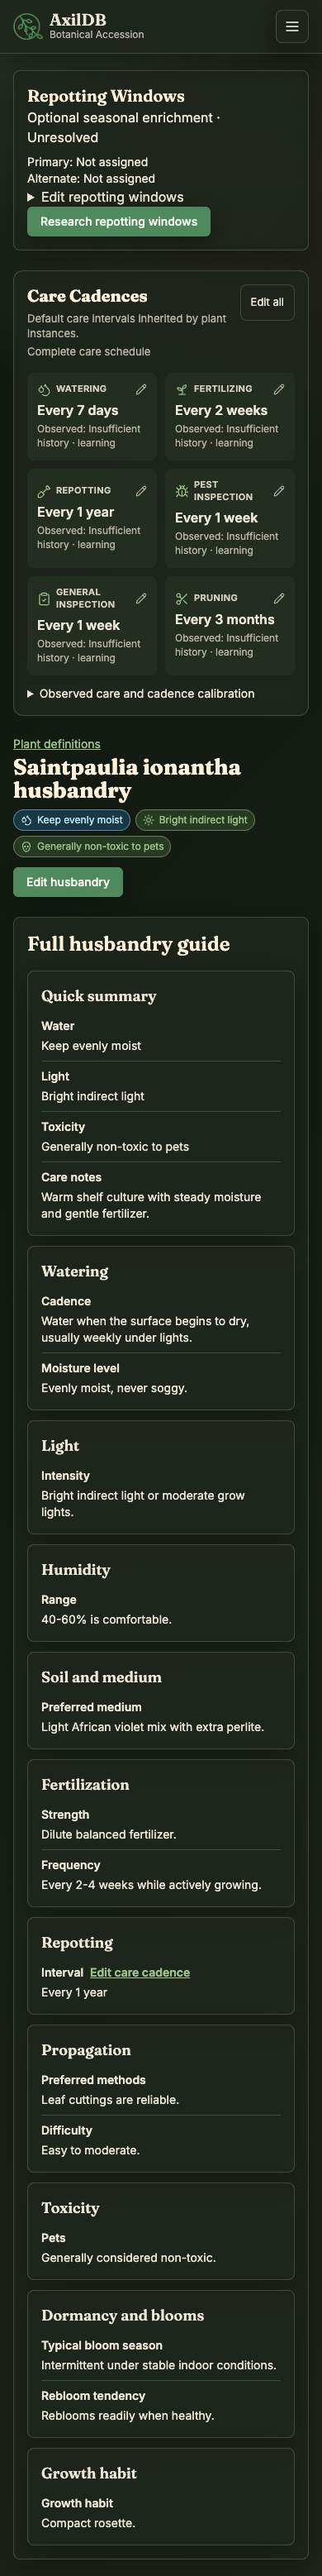 AxilDB
Botanical Accession
Repotting Windows
Optional seasonal enrichment ·
Unresolved
Primary: Not assigned
Alternate: Not assigned
Edit repotting windows
Research repotting windows
Care Cadences
Edit all
Default care intervals inherited by plant
instances.
Complete care schedule
WATERING
Every 7 days
Observed: Insufficient
history · learning
FERTILIZING
Every 2 weeks
Observed: Insufficient
history · learning
REPOTTING
Every 1 year
Observed: Insufficient
history · learning
PEST
INSPECTION
Every 1 week
Observed: Insufficient
history · learning
GENERAL
INSPECTION
Every 1 week
Observed: Insufficient
history · learning
PRUNING
Every 3 months
Observed: Insufficient
history · learning
Observed care and cadence calibration
Plant definitions
Saintpaulia ionantha
husbandry
Keep evenly moist
Bright indirect light
Generally non-toxic to pets
Edit husbandry
Full husbandry guide
Quick summary
Water
Keep evenly moist
Light
Bright indirect light
Toxicity
Generally non-toxic to pets
Care notes
Warm shelf culture with steady moisture
and gentle fertilizer.
Watering
Cadence
Water when the surface begins to dry,
usually weekly under lights.
Moisture level
Evenly moist, never soggy.
Light
Intensity
Bright indirect light or moderate grow
lights.
Humidity
Range
40-60% is comfortable.
Soil and medium
Preferred medium
Light African violet mix with extra perlite.
Fertilization
Strength
Dilute balanced fertilizer.
Frequency
Every 2-4 weeks while actively growing.
Repotting
Interval Edit care cadence
Every 1 year
Propagation
Preferred methods
Leaf cuttings are reliable.
Difficulty
Easy to moderate.
Toxicity
Pets
Generally considered non-toxic.
Dormancy and blooms
Typical bloom season
Intermittent under stable indoor conditions.
Rebloom tendency
Reblooms readily when healthy.
Growth habit
Growth habit
Compact rosette.